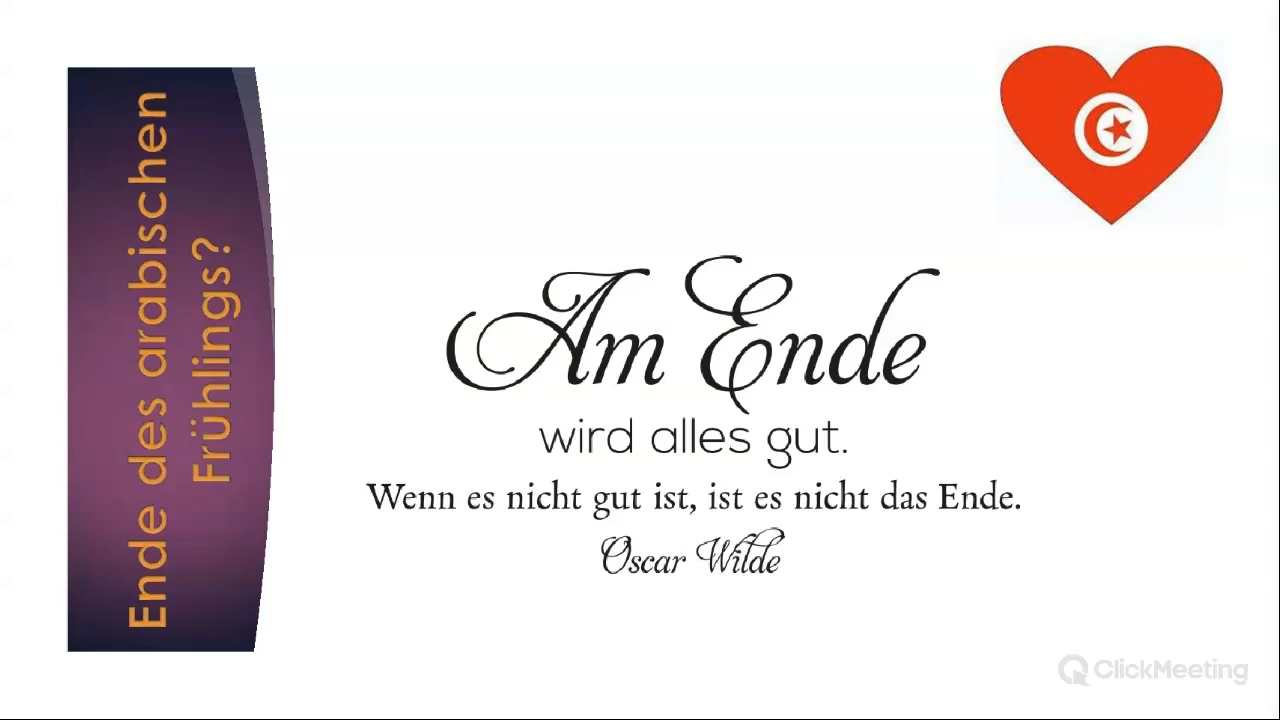 Ende des arabischen
Frühlings?
Am Ende
wird alles gut.
Wenn es nicht gut ist, ist es nicht das Ende.
Oscar Wilde
ClickMeeting